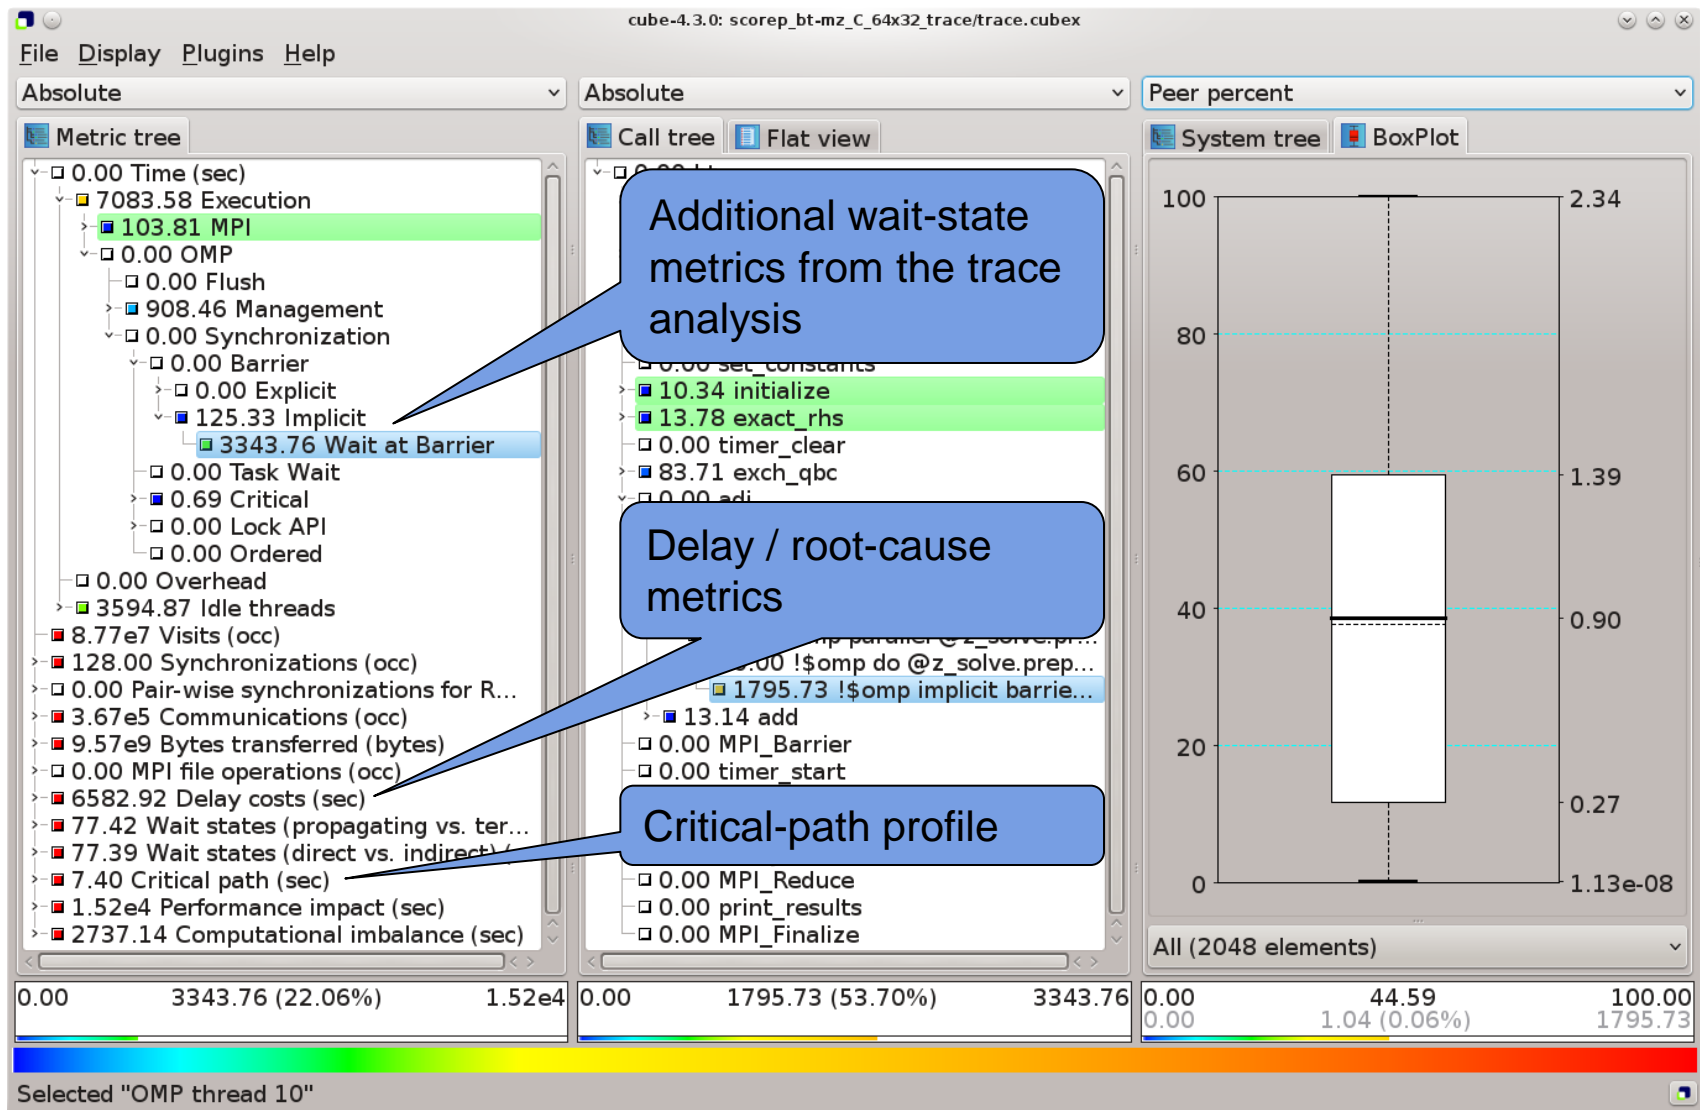 cube-4.3.0: scorep_bt-mz_C_64x32_trace/trace.cubex
File Display Plugins Help
Absolute
Absolute
Peer percent
Metric tree
Call tree
Flat view
System tree
BoxPlot
0.00 Time (sec)
7083.58 Execution
103.81 MPI
0.00 OMP
0.00 Flush
908.46 Management
0.00 Synchronization
0.00 Barrier
0.00 Explicit
125.33 Implicit
3343.76 Wait at Barrier
0.00 Task Wait
0.69 Critical
0.00 Lock API
0.00 Ordered
0.00 Overhead
3594.87 Idle threads
8.77e7 Visits (occ)
128.00 Synchronizations (occ)
0.00 Pair-wise synchronizations for R...
3.67e5 Communications (occ)
9.57e9 Bytes transferred (bytes)
0.00 MPI file operations (occ)
6582.92 Delay costs (sec)
77.42 Wait states (propagating vs. ter...
77.39 Wait states (direct vs. indirect)
7.40 Critical path (sec)
1.52e4 Performance impact (sec)
2737.14 Computational imbalance (sec)
Additional wait-state
metrics from the trace
analysis
0.00 set_constants
10.34 initialize
13.78 exact_rhs
0.00 timer_clear
83.71 exch_qbc
0.00 adi
Delay / root-cause
metrics
parallel @z_solve.pr...
!$omp do @z_solve.prep...
1795.73 !$omp implicit barrie...
13.14 add
0.00 MPI_Barrier
0.00 timer_start
Critical-path profile
0.00 MPI_Reduce
0.00 print_results
0.00 MPI_Finalize
100
80
60
40
20
0
2.34
1.39
0.90
0.27
1.13e-08
All (2048 elements)
0.00 3343.76 (22.06%) 1.52e4
0.00 1795.73 (53.70%) 3343.76
0.00 44.59 100.00
0.00 1.04 (0.06%) 1795.73
Selected "OMP thread 10"